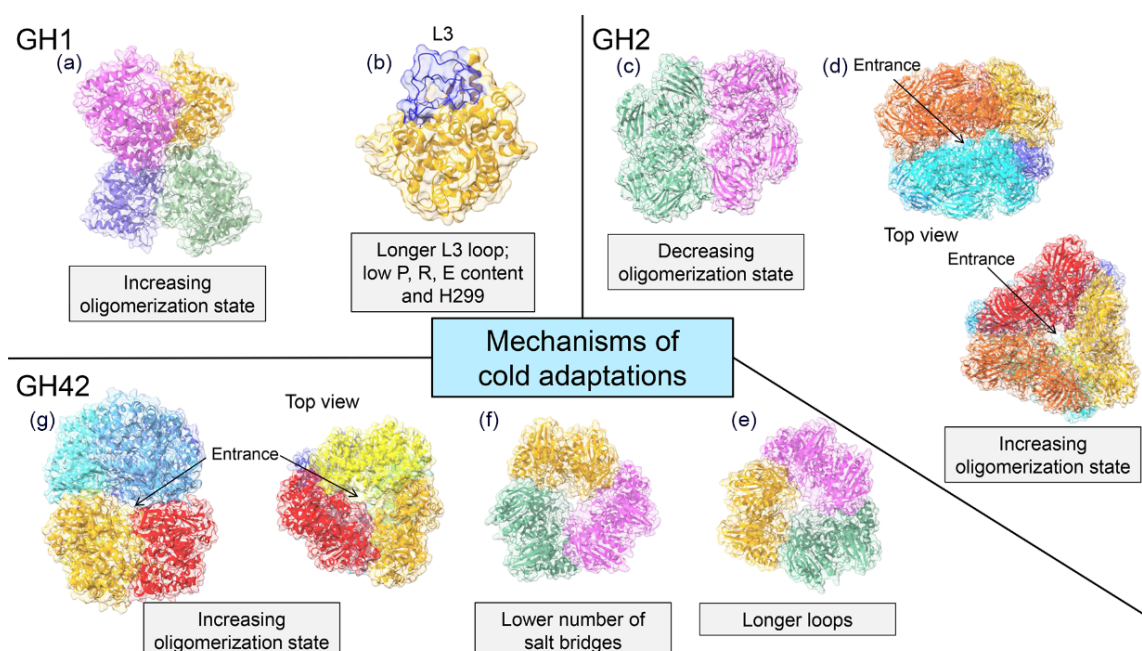 GH1
(a)
Increasing
oligomerization state
L3
(b)
Longer L3 loop;
low P, R, E content
and H299
GH2
(c)
Decreasing
oligomerization state
(d)
Entrance
Top view
Entrance
Increasing
oligomerization state
Mechanisms of
cold adaptations
GH42
(g)
Top view
Entrance
Increasing
oligomerization state
(f)
Lower number of
salt bridges
(e)
Longer loops